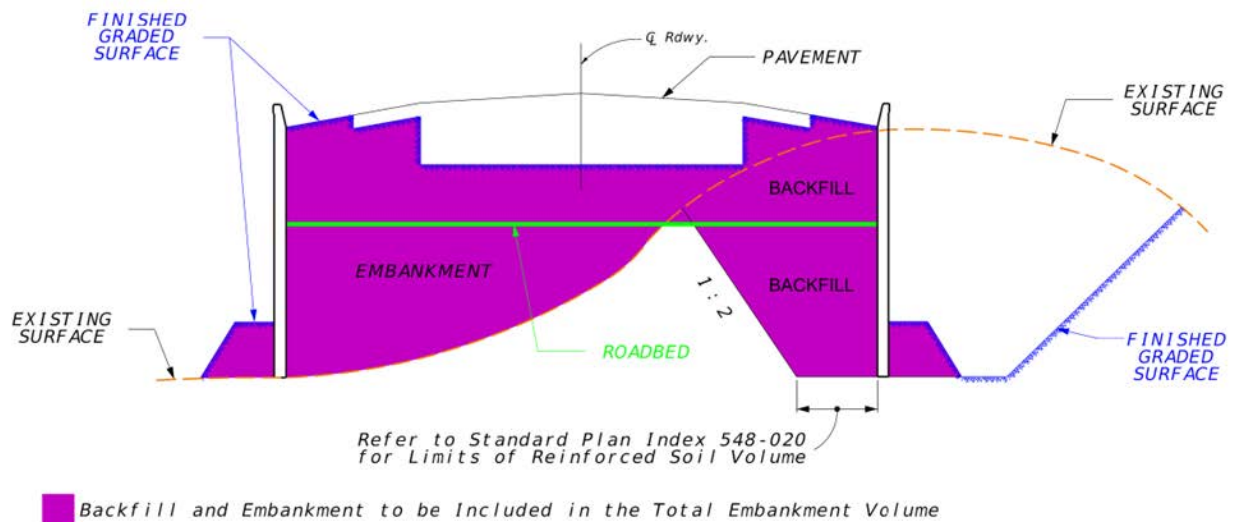 FINISHED
GRADED
SURFACE
℄ Rdwy.
PAVEMENT
EXISTING
SURFACE
BACKFILL
EMBANKMENT
BACKFILL
1:2
EXISTING
SURFACE
ROADBED
FINISHED
GRADED
SURFACE
Refer to Standard Plan Index 548-020
for Limits of Reinforced Soil Volume
Backfill and Embankment to be Included in the Total Embankment Volume